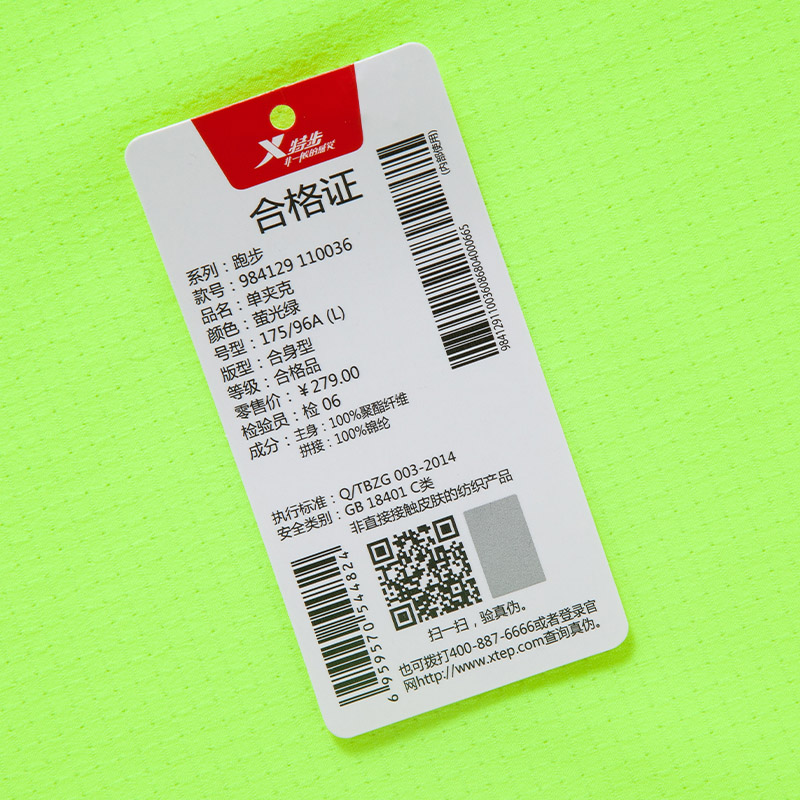 X 特步
非一般的感觉
合格证
系列：跑步
款号：984129 110036
品名：单夹克
颜色：萤光绿
号型：175/96A (L)
版型：合身型
等级：合格品
零售价：￥279.00
检验员：检 06
成分：主身：100%聚酯纤维
拼接：100%锦纶
(内部使用)
984129110036086804000665
执行标准：Q/TBZG 003-2014
安全类别：GB 18401 C类
非直接接触皮肤的纺织产品
6959570544824
扫一扫，验真伪。
也可拨打400-887-6666或者登录官
网http://www.xtep.com查询真伪。